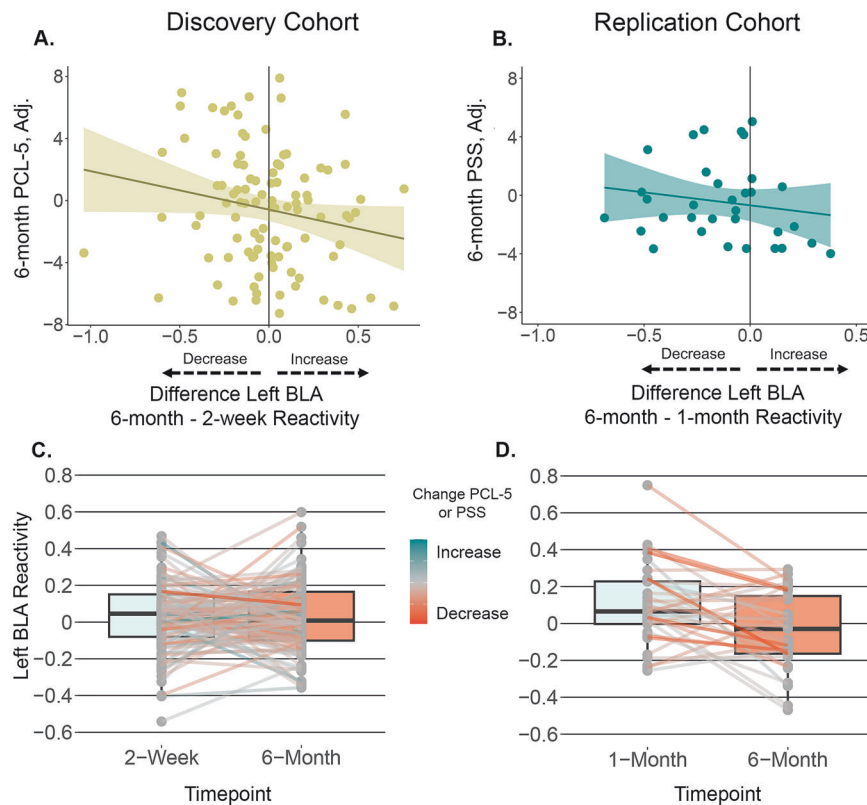 Discovery Cohort
Replication Cohort
A.
8
4
0
−4
−8
6-month PCL-5, Adj.
−1.0
−0.5
0.0
0.5
Decrease
Increase
Difference Left BLA
6-month - 2-week Reactivity
B.
8
4
0
−4
−8
6-month PSS, Adj.
−1.0
−0.5
0.0
0.5
Decrease
Increase
Difference Left BLA
6-month - 1-month Reactivity
C.
0.8
0.6
0.4
0.2
0
−0.2
−0.4
−0.6
Left BLA Reactivity
2−Week
6−Month
Timepoint
Change PCL-5
or PSS
Increase
Decrease
D.
0.8
0.6
0.4
0.2
0
−0.2
−0.4
−0.6
1−Month
6−Month
Timepoint